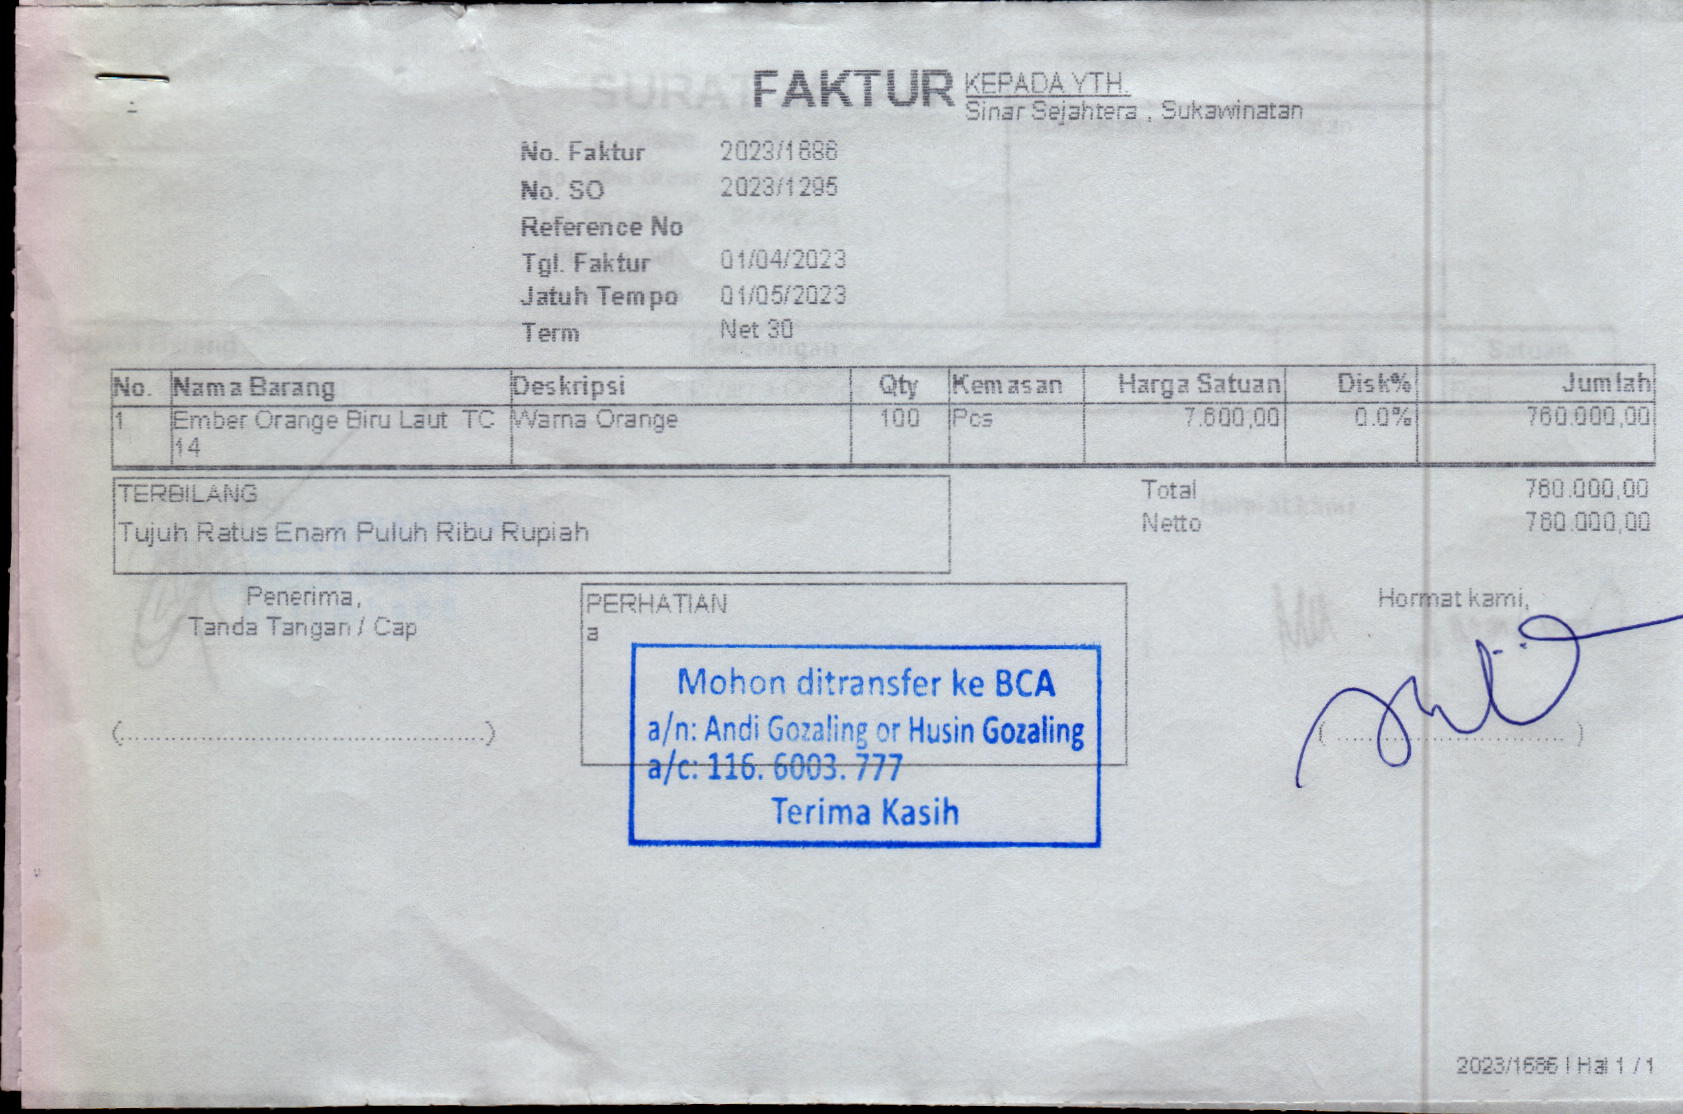 FAKTUR
KEPADA YTH.
Sinar Sejahtera , Sukawinatan
No. Faktur 2023/1686
No. SO 2023/1295
Reference No
Tgl. Faktur 01/04/2023
Jatuh Tempo 01/05/2023
Term Net 30
No. Nama Barang Deskripsi Qty Kemasan Harga Satuan Disk% Jumlah
1 Ember Orange Biru Laut TC Warna Orange 100 Pcs 7.600,00 0.0% 760.000,00
14
TERBILANG
Tujuh Ratus Enam Puluh Ribu Rupiah
Total 760.000,00
Netto 760.000,00
Penerima,
Tanda Tangan / Cap
PERHATIAN
a
Hormat kami,
Mohon ditransfer ke BCA
a/n: Andi Gozaling or Husin Gozaling
a/c: 116. 6003. 777
Terima Kasih
(................................................)
( .............................. )
2023/1686 | Hal 1 / 1